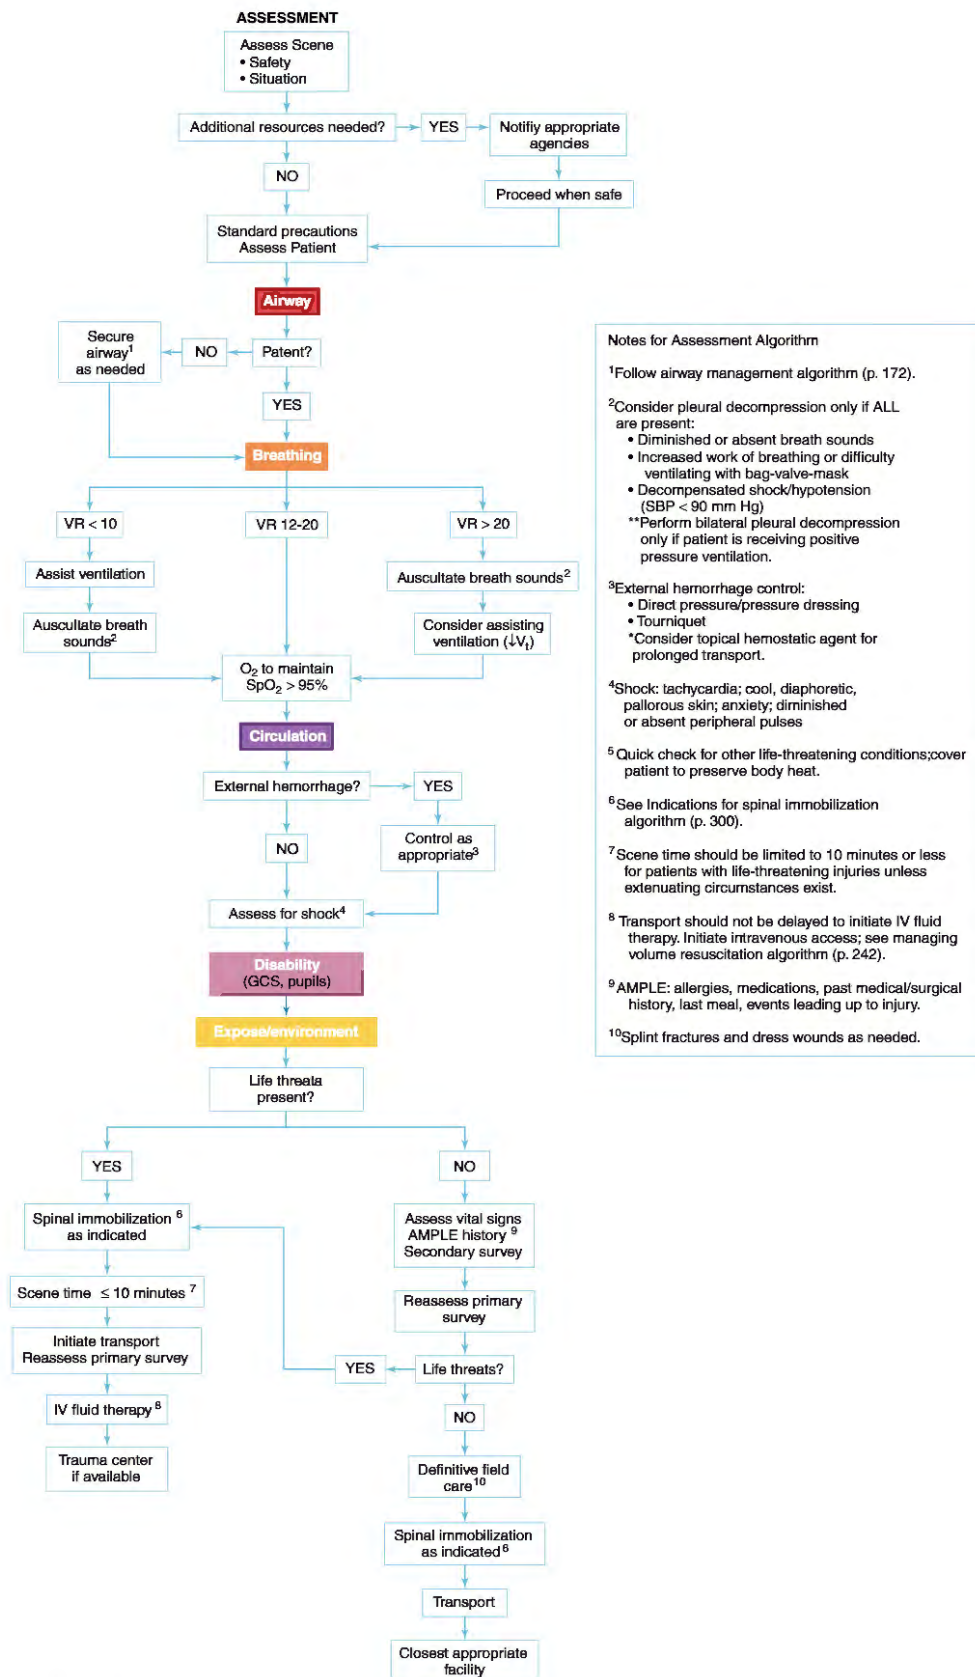 ASSESSMENT
Assess Scene
• Safety
• Situation
Additional resources needed?
YES
Notifiy appropriate
agencies
NO
Proceed when safe
Standard precautions
Assess Patient
Airway
Secure
airway¹
as needed
NO
Patent?
YES
Breathing
VR < 10
VR 12-20
VR > 20
Assist ventilation
Auscultate breath sounds²
Auscultate breath
sounds²
Consider assisting
ventilation (↓Vₜ)
O₂ to maintain
SpO₂ > 95%
Circulation
External hemorrhage?
YES
NO
Control as
appropriate³
Assess for shock⁴
Disability
(GCS, pupils)
Expose/environment
Life threats
present?
YES
NO
Spinal immobilization ⁶
as indicated
Assess vital signs
AMPLE history ⁹
Secondary survey
Scene time ≤ 10 minutes ⁷
Reassess primary
survey
Initiate transport
Reassess primary survey
YES
Life threats?
IV fluid therapy ⁸
NO
Trauma center
if available
Definitive field
care¹⁰
Spinal immobilization
as indicated⁶
Transport
Closest appropriate
facility
Notes for Assessment Algorithm
¹Follow airway management algorithm (p. 172).
²Consider pleural decompression only if ALL
are present:
• Diminished or absent breath sounds
• Increased work of breathing or difficulty
ventilating with bag-valve-mask
• Decompensated shock/hypotension
(SBP < 90 mm Hg)
**Perform bilateral pleural decompression
only if patient is receiving positive
pressure ventilation.
³External hemorrhage control:
• Direct pressure/pressure dressing
• Tourniquet
*Consider topical hemostatic agent for
prolonged transport.
⁴Shock: tachycardia; cool, diaphoretic,
pallorous skin; anxiety; diminished
or absent peripheral pulses
⁵Quick check for other life-threatening conditions;cover
patient to preserve body heat.
⁶See Indications for spinal immobilization
algorithm (p. 300).
⁷Scene time should be limited to 10 minutes or less
for patients with life-threatening injuries unless
extenuating circumstances exist.
⁸ Transport should not be delayed to initiate IV fluid
therapy. Initiate intravenous access; see managing
volume resuscitation algorithm (p. 242).
⁹AMPLE: allergies, medications, past medical/surgical
history, last meal, events leading up to injury.
¹⁰Splint fractures and dress wounds as needed.